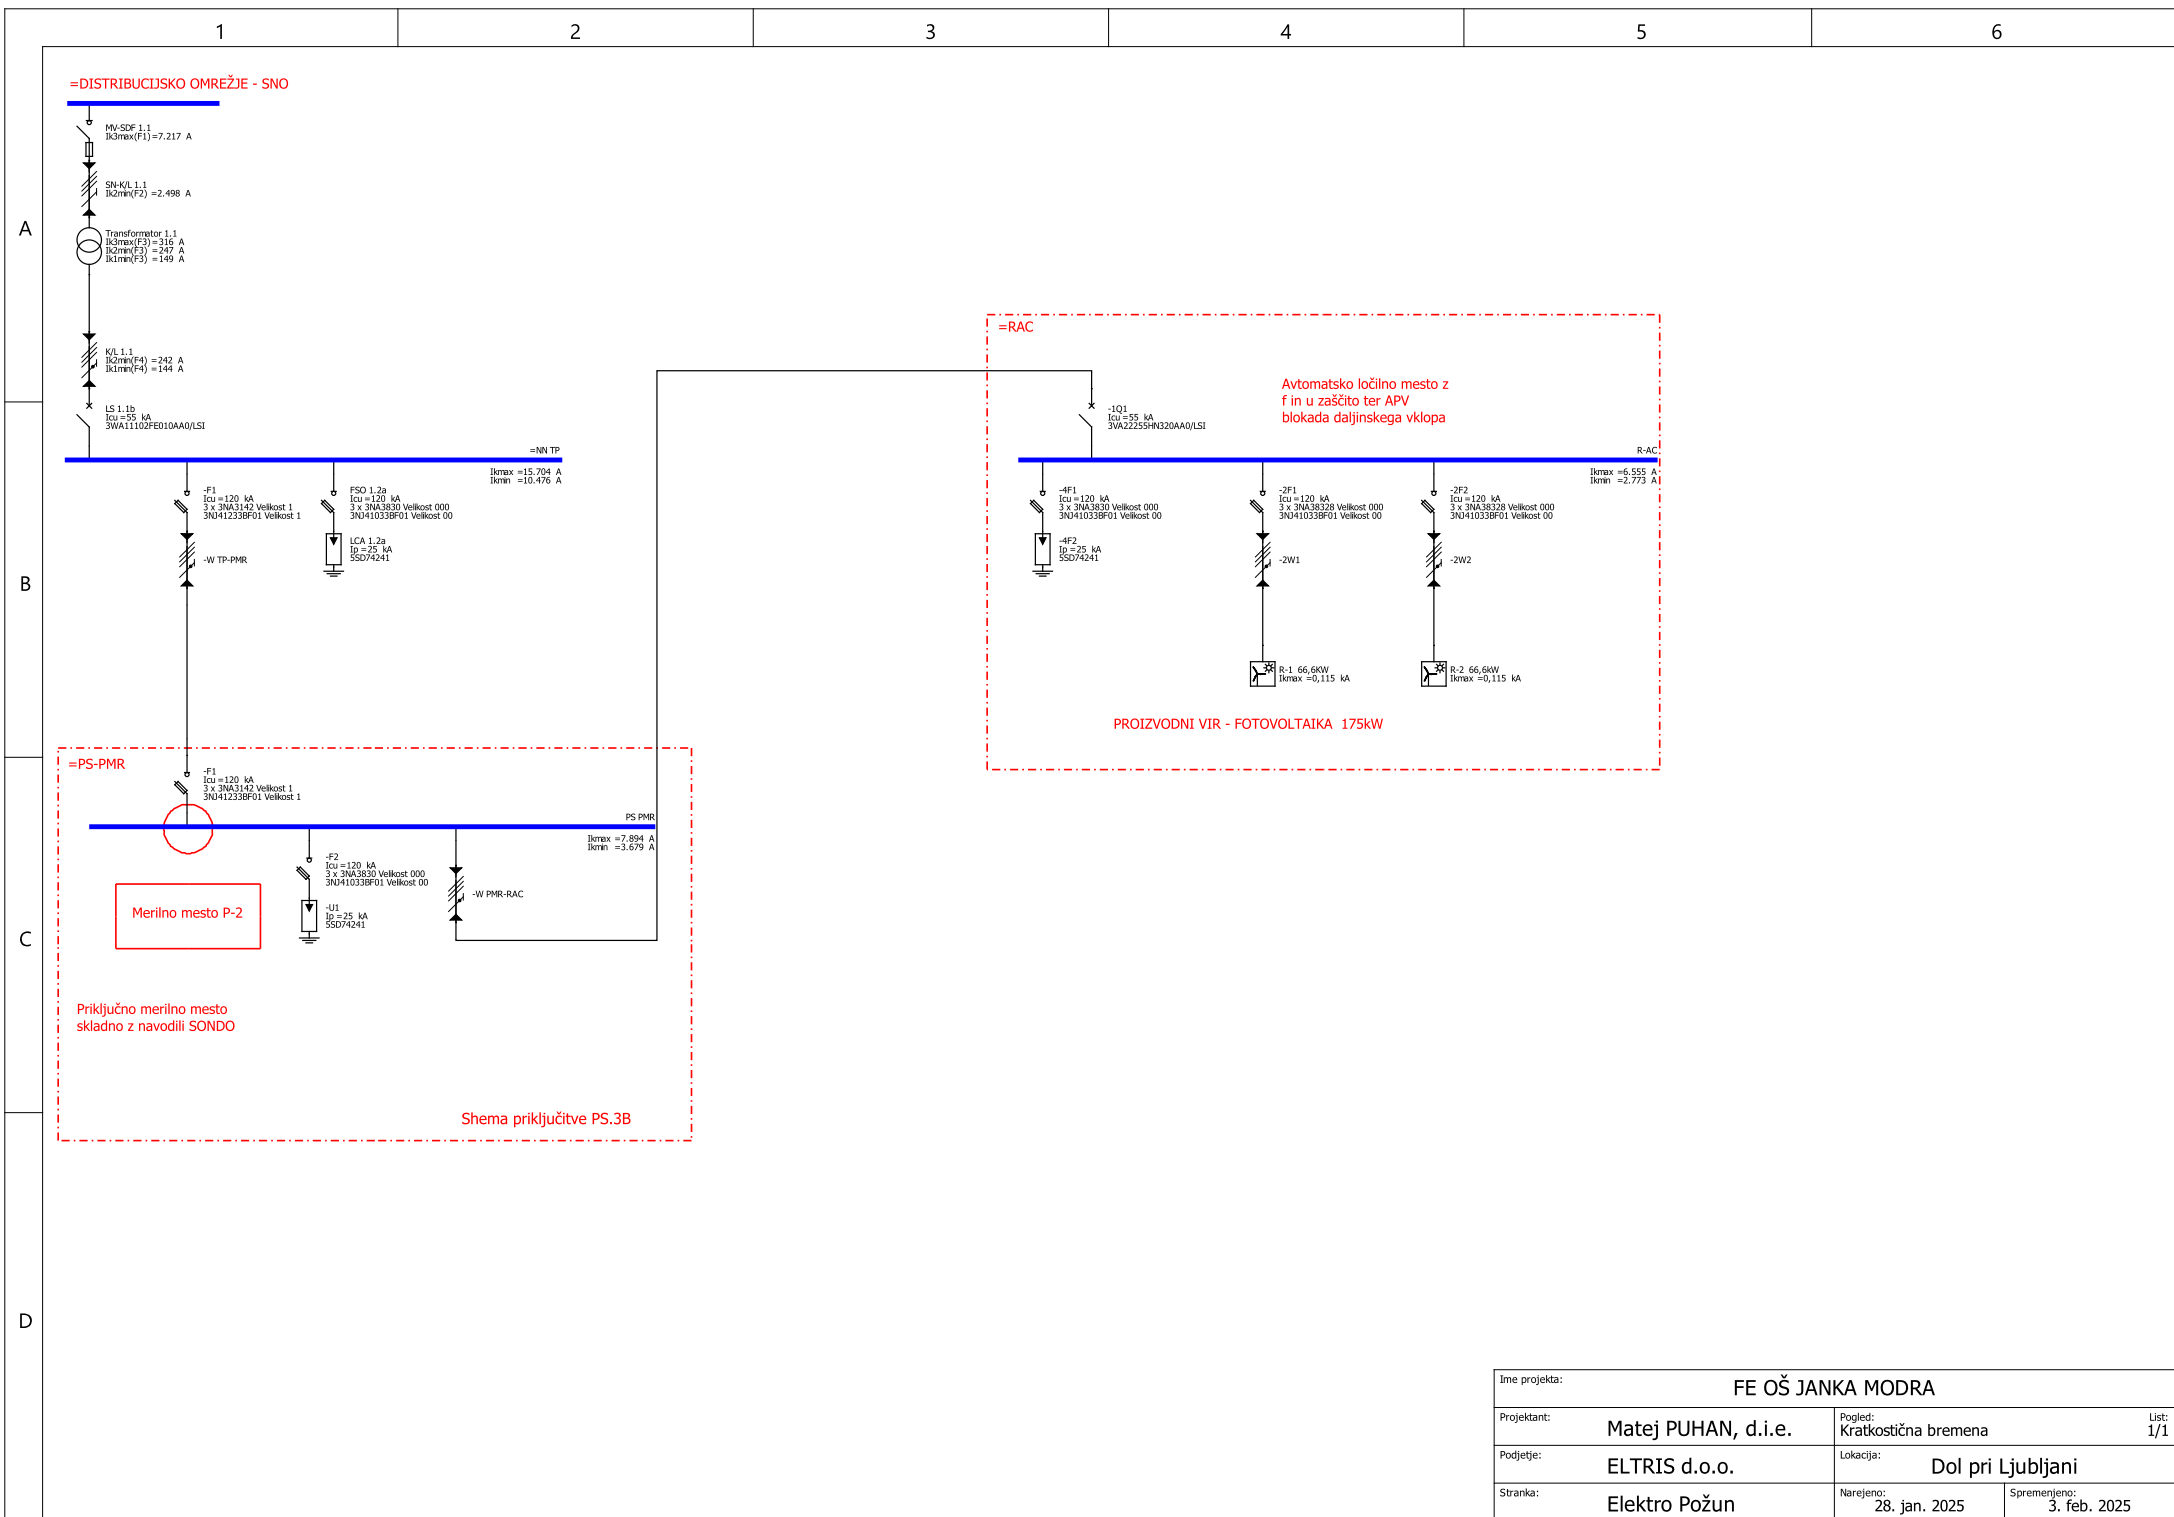 1
2
3
4
5
6
A
B
C
D
=DISTRIBUCIJSKO OMREŽJE - SNO
MV-SDF 1.1
Ik3max(F1) =7.217 A
SN-K/L 1.1
Ik2min(F2) =2.498 A
Transformator 1.1
Ik3max(F3) =316 A
Ik2min(F3) =247 A
Ik1min(F3) =149 A
K/L 1.1
Ik2min(F4) =242 A
Ik1min(F4) =144 A
LS 1.1b
Icu =55 kA
3WA11102FE010AA0/LSI
=NN TP
Ikmax =15.704 A
Ikmin =10.476 A
-F1
Icu =120 kA
3 x 3NA3142 Velikost 1
3NJ41233BF01 Velikost 1
FSO 1.2a
Icu =120 kA
3 x 3NA3830 Velikost 000
3NJ41033BF01 Velikost 00
-W TP-PMR
LCA 1.2a
Ip =25 kA
5SD74241
=PS-PMR
-F1
Icu =120 kA
3 x 3NA3142 Velikost 1
3NJ41233BF01 Velikost 1
PS PMR
Ikmax =7.894 A
Ikmin =3.679 A
-F2
Icu =120 kA
3 x 3NA3830 Velikost 000
3NJ41033BF01 Velikost 00
-U1
Ip =25 kA
5SD74241
-W PMR-RAC
Merilno mesto P-2
Priključno merilno mesto
skladno z navodili SONDO
Shema priključitve PS.3B
=RAC
Avtomatsko ločilno mesto z
f in u zaščito ter APV
blokada daljinskega vklopa
-1Q1
Icu =55 kA
3VA22255HN320AA0/LSI
R-AC
Ikmax =6.555 A
Ikmin =2.773 A
-4F1
Icu =120 kA
3 x 3NA3830 Velikost 000
3NJ41033BF01 Velikost 00
-2F1
Icu =120 kA
3 x 3NA38328 Velikost 000
3NJ41033BF01 Velikost 00
-2F2
Icu =120 kA
3 x 3NA38328 Velikost 000
3NJ41033BF01 Velikost 00
-4F2
Ip =25 kA
5SD74241
-2W1
-2W2
R-1 66,6KW
Ikmax =0,115 kA
R-2 66,6kW
Ikmax =0,115 kA
PROIZVODNI VIR - FOTOVOLTAIKA 175kW
Ime projekta:
FE OŠ JANKA MODRA
Projektant:
Matej PUHAN, d.i.e.
Pogled:
Kratkostična bremena
List:
1/1
Podjetje:
ELTRIS d.o.o.
Lokacija:
Dol pri Ljubljani
Stranka:
Elektro Požun
Narejeno:
28. jan. 2025
Spremenjeno:
3. feb. 2025